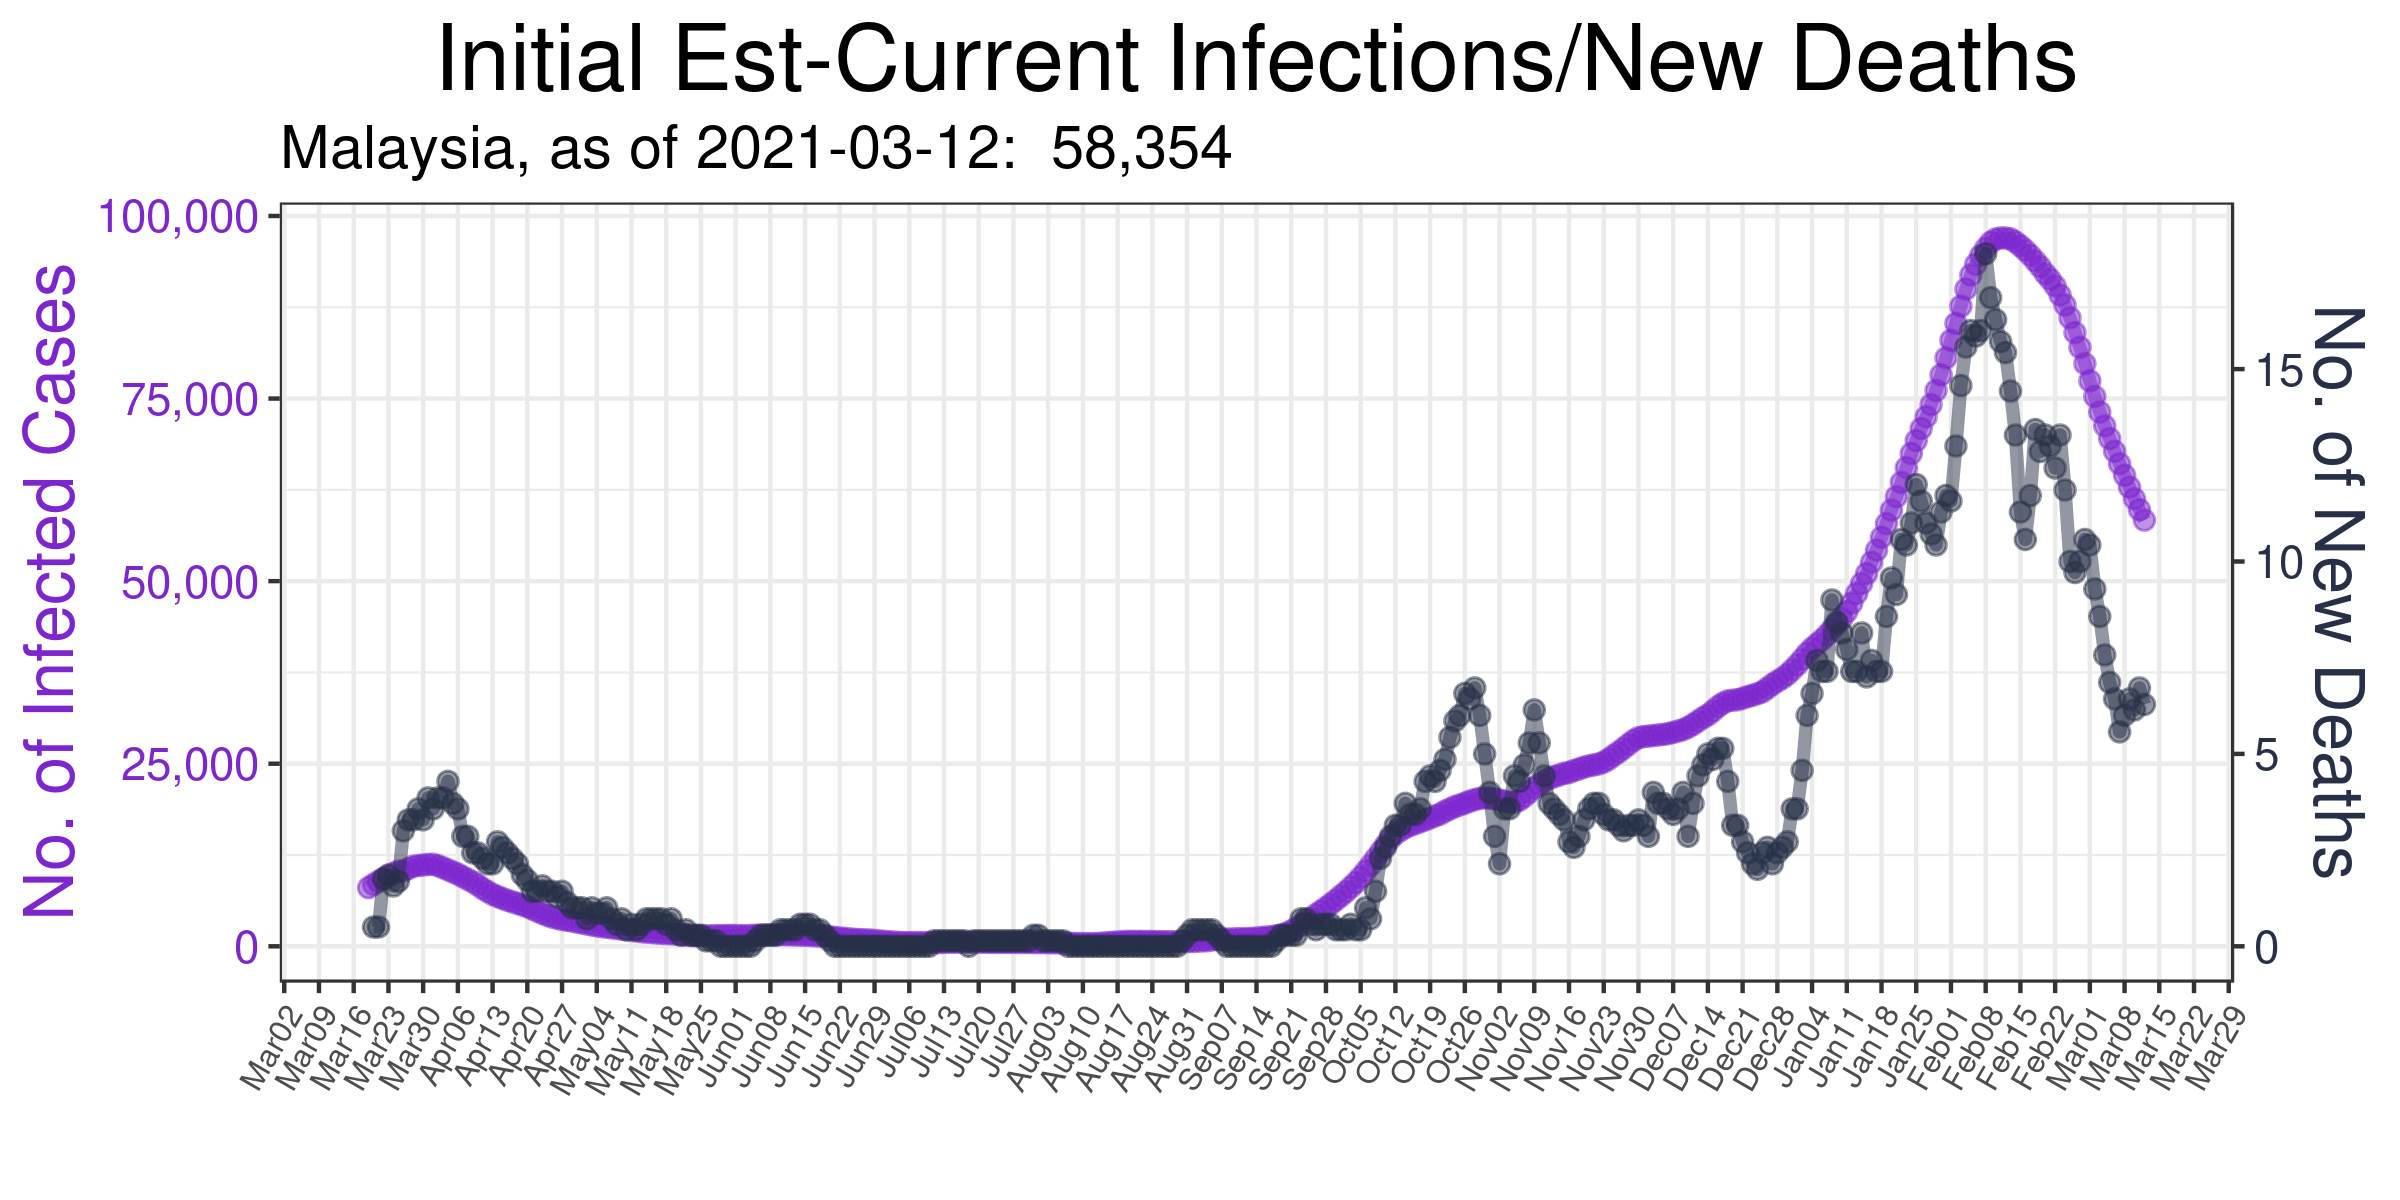 Initial Est-Current Infections/New Deaths
Malaysia, as of 2021-03-12:  58,354
No. of Infected Cases
100,000
75,000
50,000
25,000
0
No. of New Deaths
15
10
5
0
Mar02
Mar09
Mar16
Mar23
Mar30
Apr06
Apr13
Apr20
Apr27
May04
May11
May18
May25
Jun01
Jun08
Jun15
Jun22
Jun29
Jul06
Jul13
Jul20
Jul27
Aug03
Aug10
Aug17
Aug24
Aug31
Sep07
Sep14
Sep21
Sep28
Oct05
Oct12
Oct19
Oct26
Nov02
Nov09
Nov16
Nov23
Nov30
Dec07
Dec14
Dec21
Dec28
Dec04
Jan11
Jan18
Jan25
Feb01
Feb08
Feb15
Feb22
Mar01
Mar08
Mar15
Mar22
Mar29